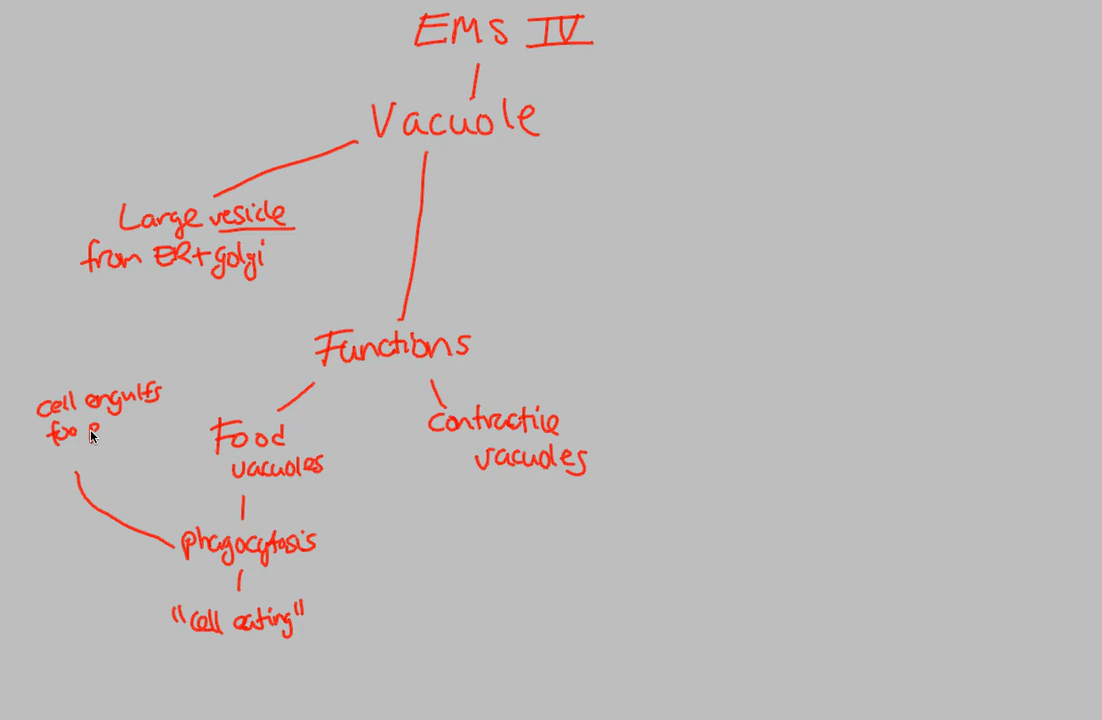 EMS IV
Vacuole
Large vesicle
from ER+golgi
Functions
cell engulfs
Food
vacuoles
contractile
vacuoles
phagocytosis
"cell eating"